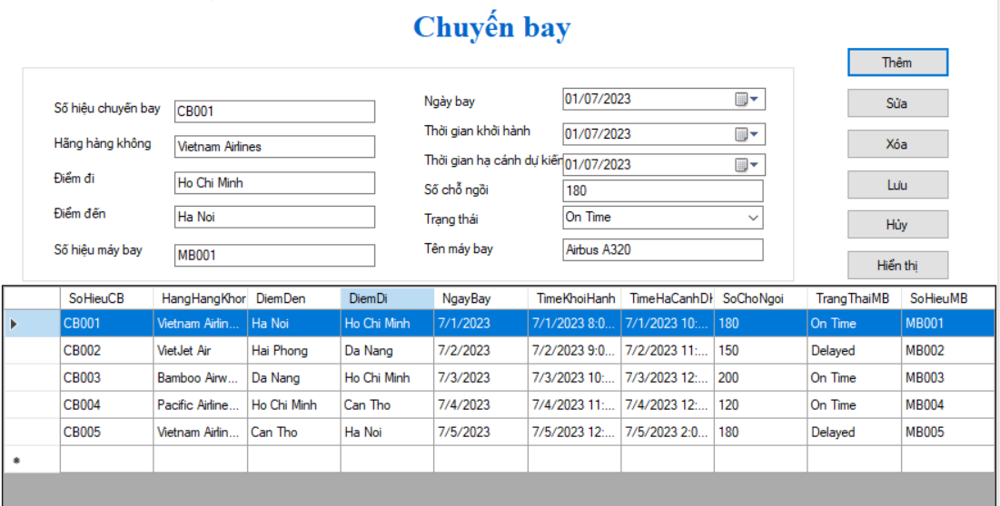 Chuyến bay
Số hiệu chuyến bay CB001
Hãng hàng không Vietnam Airlines
Điểm đi Ho Chi Minh
Điểm đến Ha Noi
Số hiệu máy bay MB001
Ngày bay 01/07/2023
Thời gian khởi hành 01/07/2023
Thời gian hạ cánh dự kiến 01/07/2023
Số chỗ ngồi 180
Trạng thái On Time
Tên máy bay Airbus A320
Thêm
Sửa
Xóa
Lưu
Hủy
Hiển thị
SoHieuCB HangHangKhor DiemDen DiemDi NgayBay TimeKhoiHanh TimeHaCanhDk SoChoNgoi TrangThaiMB SoHieuMB
CB001 Vietnam Airlin... Ha Noi Ho Chi Minh 7/1/2023 7/1/2023 8:0... 7/1/2023 10:... 180 On Time MB001
CB002 VietJet Air Hai Phong Da Nang 7/2/2023 7/2/2023 9:0... 7/2/2023 11:... 150 Delayed MB002
CB003 Bamboo Airw... Da Nang Ho Chi Minh 7/3/2023 7/3/2023 10:... 7/3/2023 12:... 200 On Time MB003
CB004 Pacific Airline... Ho Chi Minh Can Tho 7/4/2023 7/4/2023 11:... 7/4/2023 12:... 120 On Time MB004
CB005 Vietnam Airlin... Can Tho Ha Noi 7/5/2023 7/5/2023 12:... 7/5/2023 2:0... 180 Delayed MB005